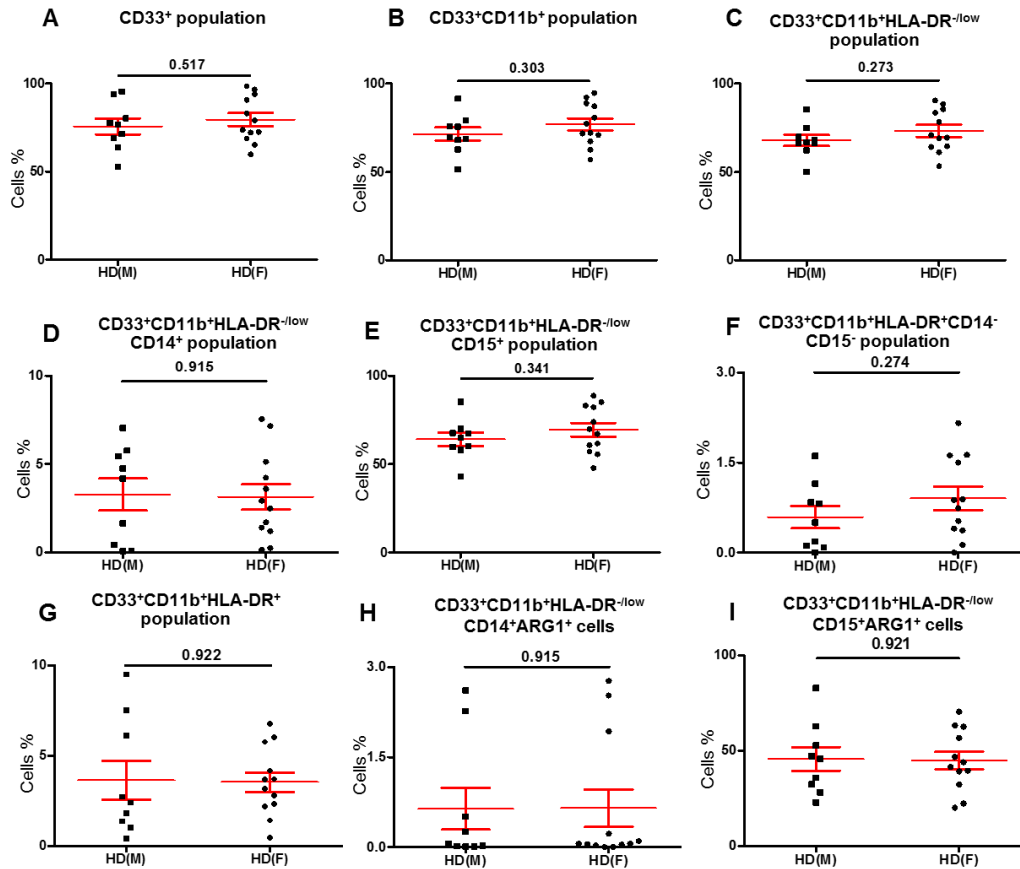 A CD33⁺ population
0.517
100
50
0
Cells %
HD(M) HD(F)
B CD33⁺CD11b⁺ population
0.303
100
50
0
Cells %
HD(M) HD(F)
C CD33⁺CD11b⁺HLA-DR⁻/ˡᵒʷ
population
0.273
100
50
0
Cells %
HD(M) HD(F)
D CD33⁺CD11b⁺HLA-DR⁻/ˡᵒʷ
CD14⁺ population
0.915
10
5
0
Cells %
HD(M) HD(F)
E CD33⁺CD11b⁺HLA-DR⁻/ˡᵒʷ
CD15⁺ population
0.341
100
50
0
Cells %
HD(M) HD(F)
F CD33⁺CD11b⁺HLA-DR⁺CD14⁻
CD15⁻ population
0.274
3.0
1.5
0.0
Cells %
HD(M) HD(F)
G CD33⁺CD11b⁺HLA-DR⁺
population
0.922
10
5
0
Cells %
HD(M) HD(F)
H CD33⁺CD11b⁺HLA-DR⁻/ˡᵒʷ
CD14⁺ARG1⁺ cells
0.915
3.0
1.5
0.0
Cells %
HD(M) HD(F)
I CD33⁺CD11b⁺HLA-DR⁻/ˡᵒʷ
CD15⁺ARG1⁺ cells
0.921
100
50
0
Cells %
HD(M) HD(F)